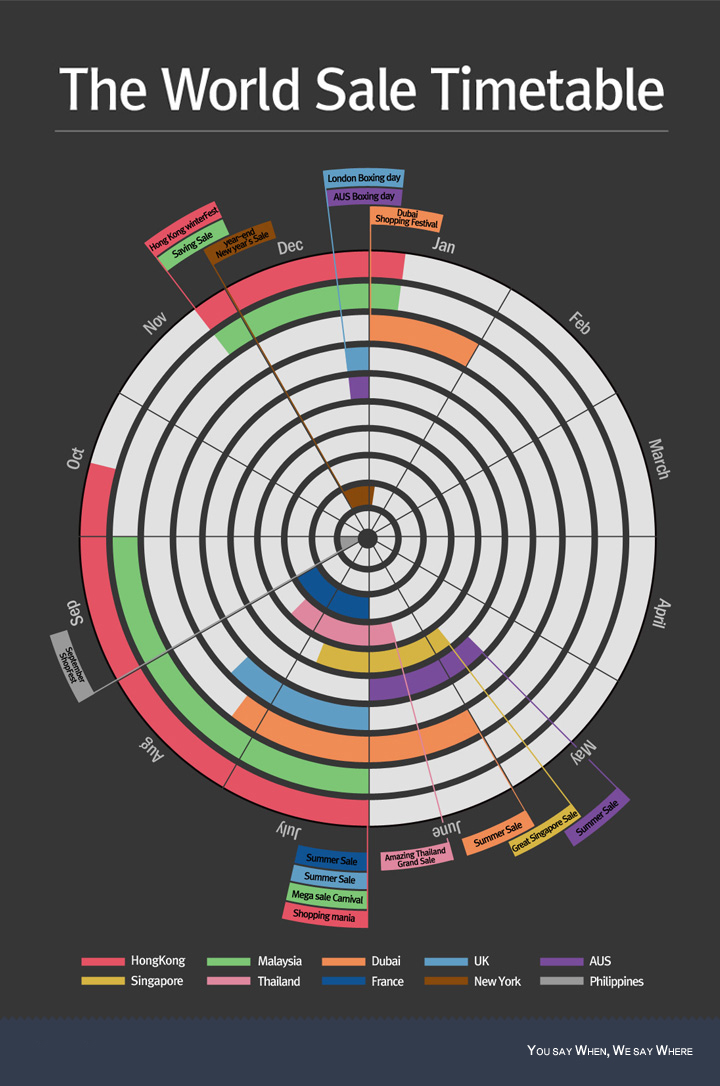 The World Sale Timetable
London Boxing day
AUS Boxing day
Dubai
Shopping Festival
Hong Kong winterFest
Saving Sale
year-end
New year's Sale
Dec
Jan
Nov
Feb
Oct
March
Sep
April
September
ShopFest
Aug
May
July
June
Summer Sale
Great Singapore Sale
Summer Sale
Amazing Thailand
Grand Sale
Summer Sale
Summer Sale
Mega sale Carnival
Shopping mania
HongKong
Malaysia
Dubai
UK
AUS
Singapore
Thailand
France
New York
Philippines
You say When, We say Where